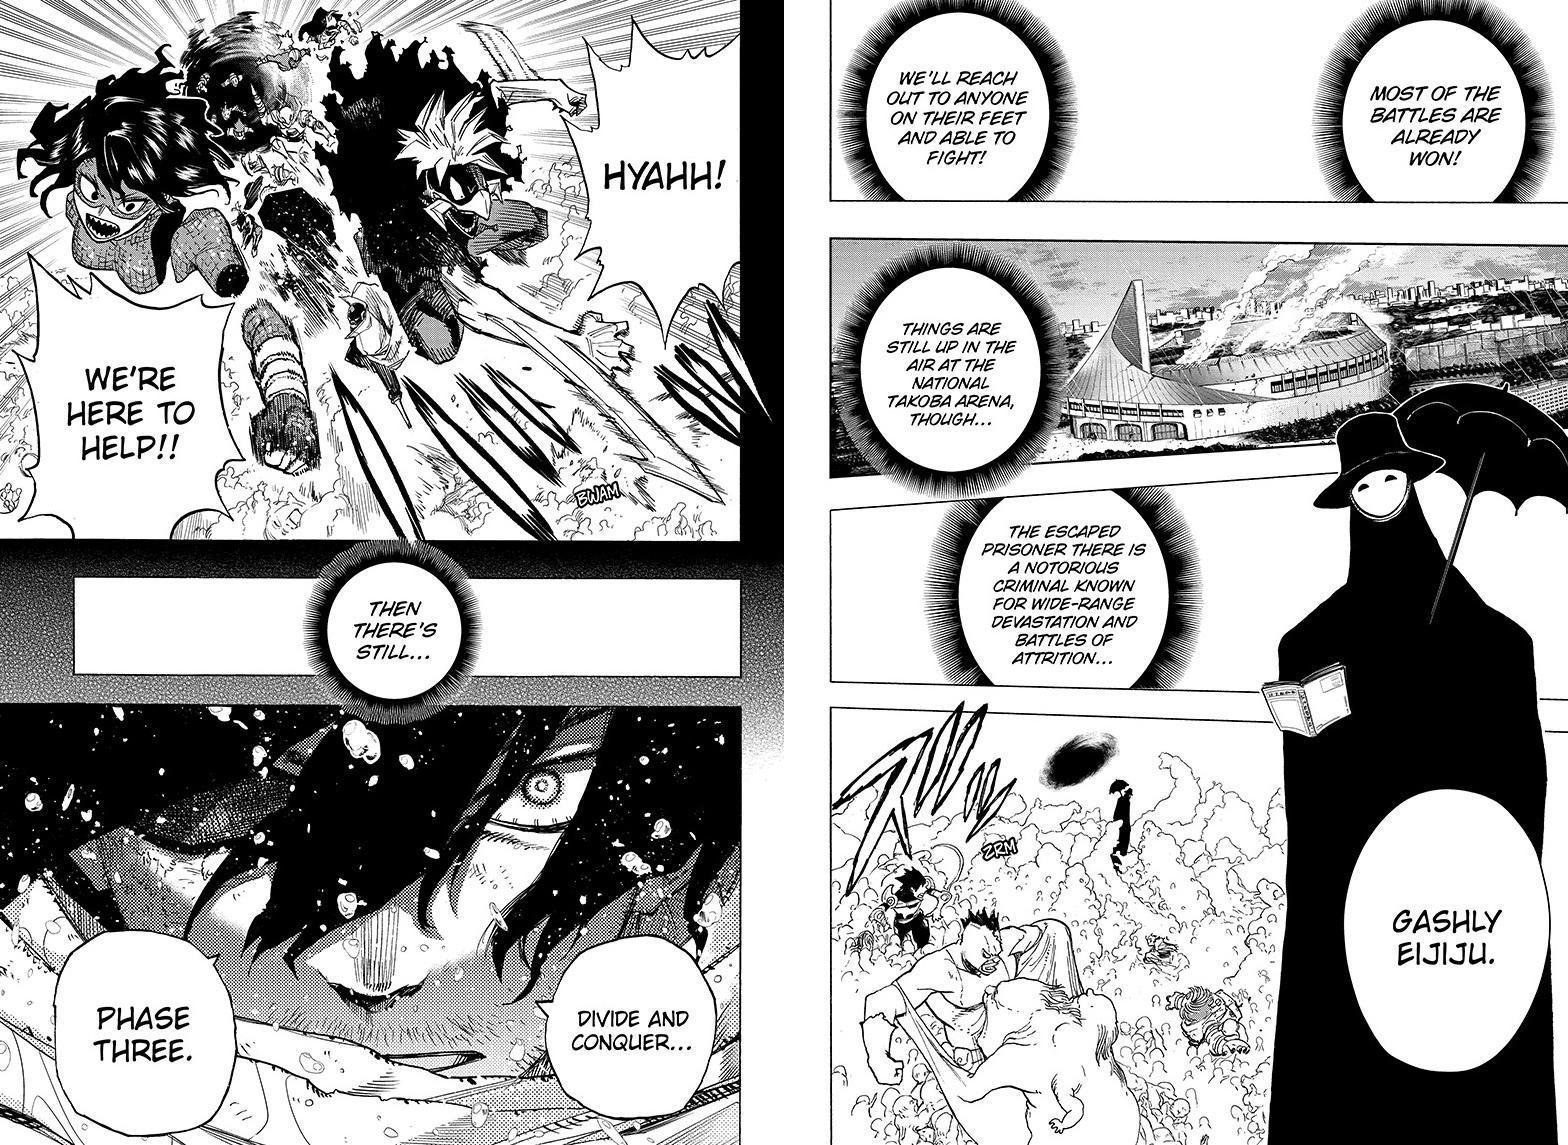 MOST OF THE
BATTLES ARE
ALREADY
WON!
WE'LL REACH
OUT TO ANYONE
ON THEIR FEET
AND ABLE TO
FIGHT!
THINGS ARE
STILL UP IN THE
AIR AT THE
NATIONAL
TAKOBA ARENA,
THOUGH...
THE ESCAPED
PRISONER THERE IS
A NOTORIOUS
CRIMINAL KNOWN
FOR WIDE-RANGE
DEVASTATION AND
BATTLES OF
ATTRITION...
GASHLY
EIJIJU.
ZRM
HYAHH!
WE'RE
HERE TO
HELP!!
BWAM
THEN
THERE'S
STILL...
DIVIDE AND
CONQUER...
PHASE
THREE.